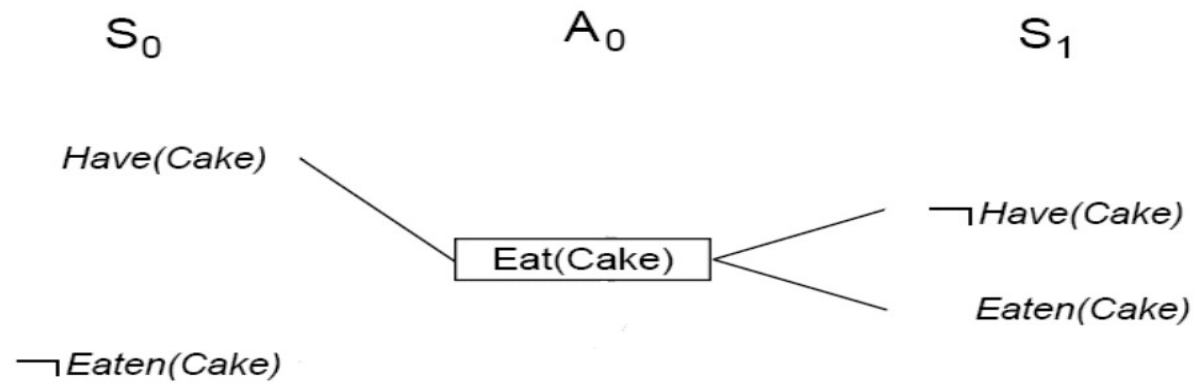 S₀ A₀ S₁
Have(Cake)
¬Have(Cake)
Eat(Cake)
Eaten(Cake)
¬Eaten(Cake)